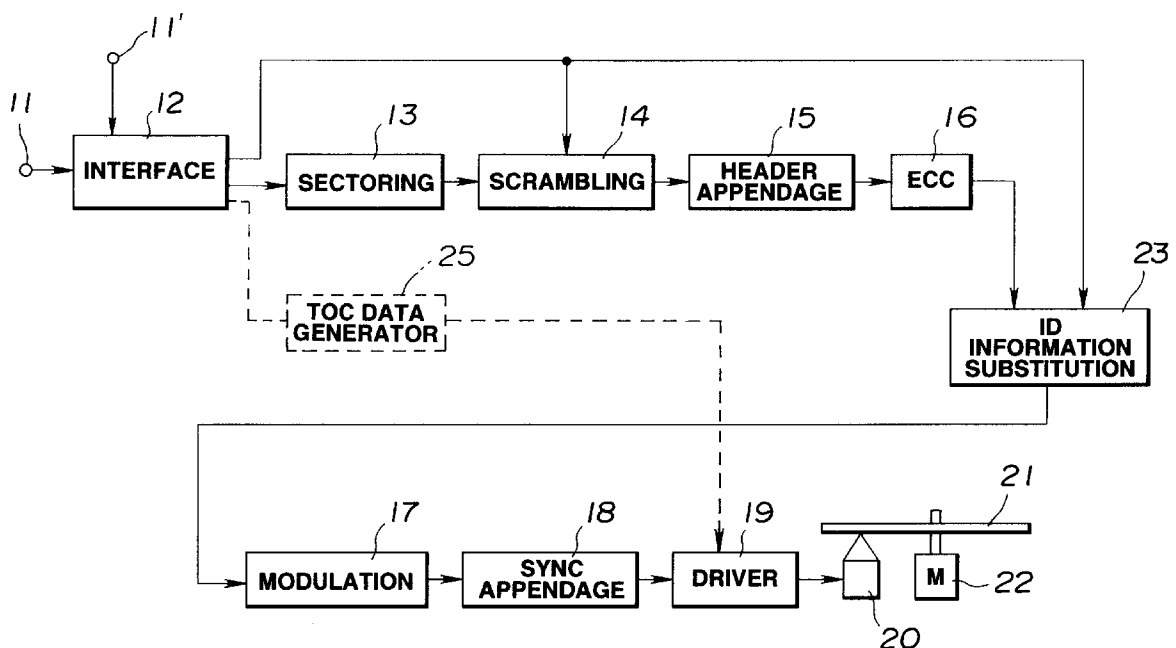 11'
11
12
INTERFACE
13
SECTORING
14
SCRAMBLING
15
HEADER
APPENDAGE
16
ECC
23
ID
INFORMATION
SUBSTITUTION
25
TOC DATA
GENERATOR
17
MODULATION
18
SYNC
APPENDAGE
19
DRIVER
20
21
M
22